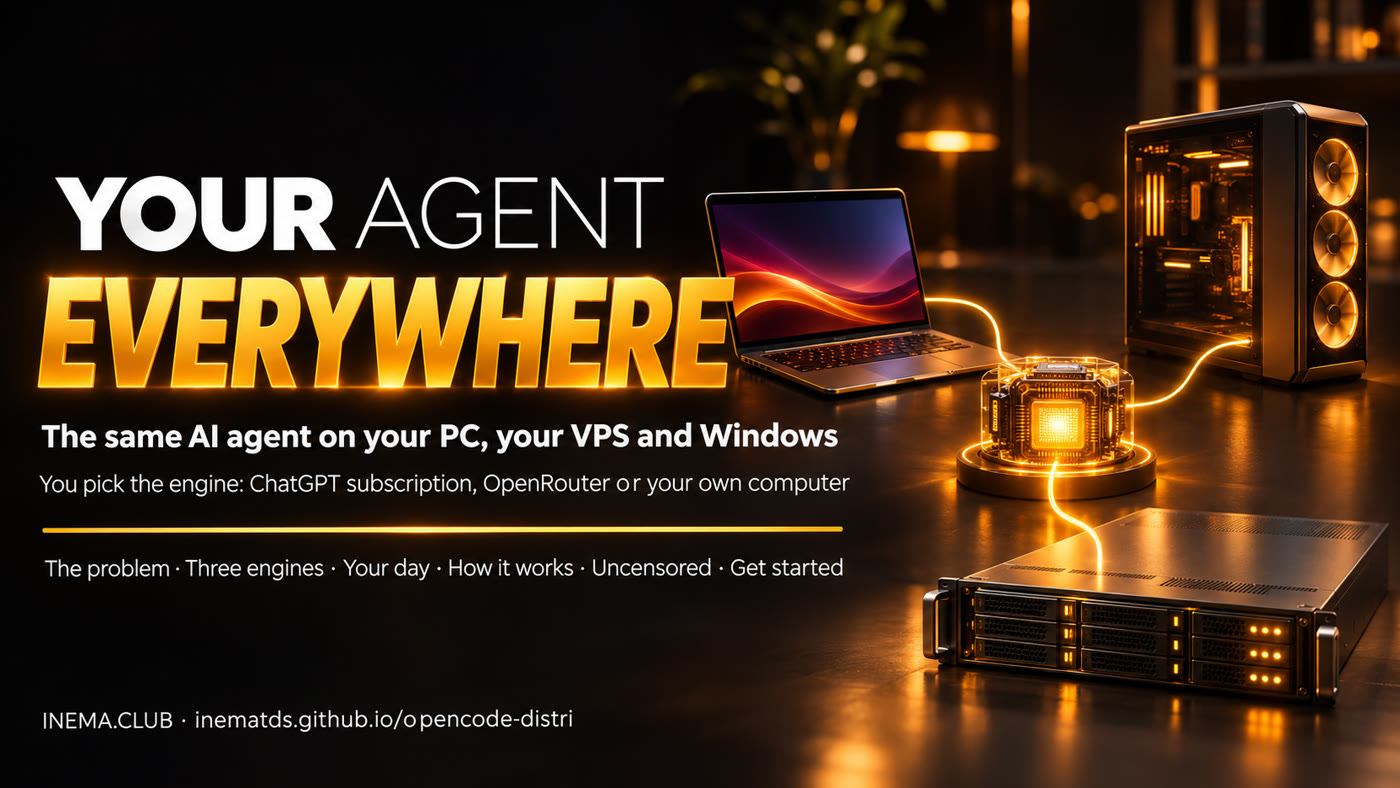 YOUR AGENT
EVERYWHERE
The same AI agent on your PC, your VPS and Windows
You pick the engine: ChatGPT subscription, OpenRouter or your own computer
The problem · Three engines · Your day · How it works · Uncensored · Get started
INEMA.CLUB · inematds.github.io/opencode-distri